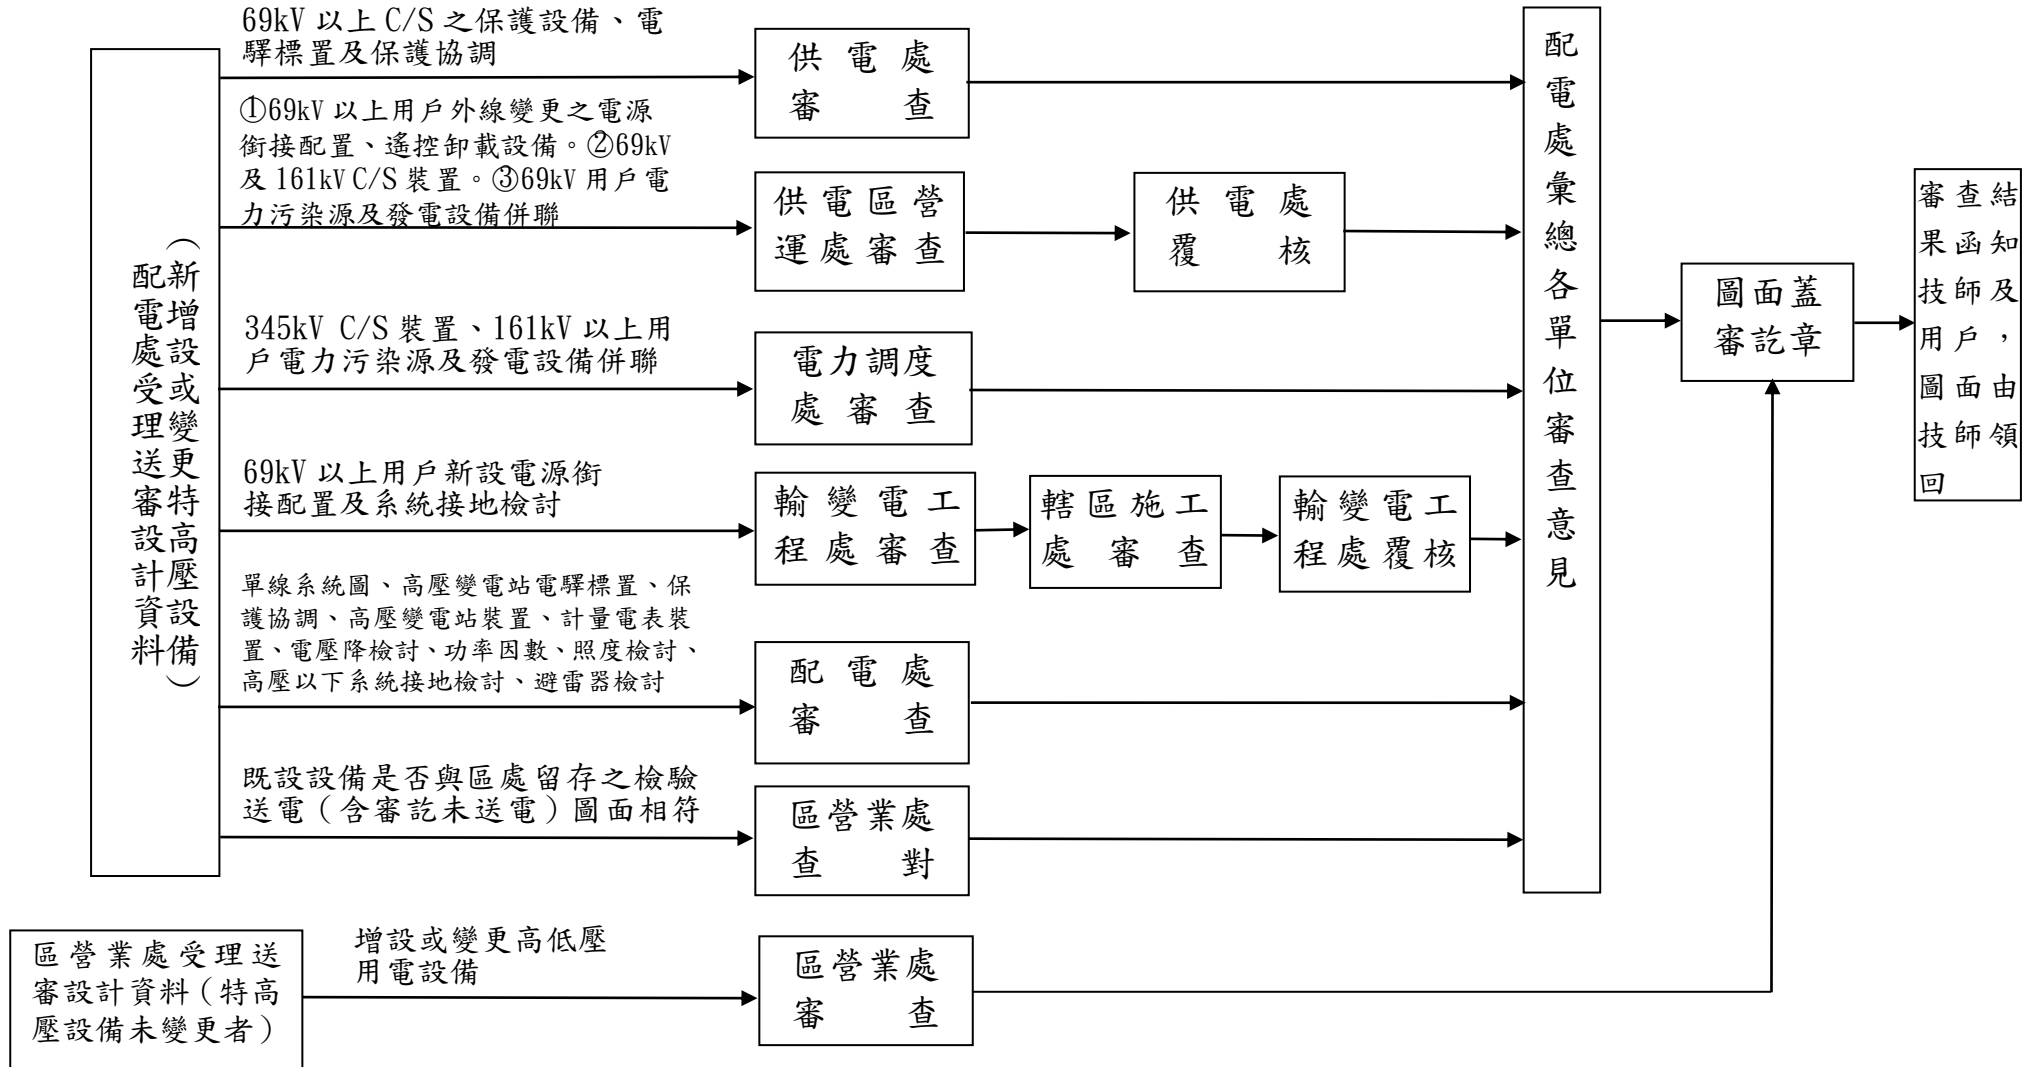 配電處受理送審設計資料
（新增設或變更特高壓設備）
69kV 以上 C/S 之保護設備、電
驛標置及保護協調
供電處
審查
①69kV 以上用戶外線變更之電源
銜接配置、遙控卸載設備。②69kV
及 161kV C/S 裝置。③69kV 用戶電
力污染源及發電設備併聯
供電區營
運處審查
供電處
覆核
345kV C/S 裝置、161kV 以上用
戶電力污染源及發電設備併聯
電力調度
處審查
69kV 以上用戶新設電源銜
接配置及系統接地檢討
輸變電工
程處審查
轄區施工
處審查
輸變電工
程處覆核
單線系統圖、高壓變電站電驛標置、保
護協調、高壓變電站裝置、計量電表裝
置、電壓降檢討、功率因數、照度檢討、
高壓以下系統接地檢討、避雷器檢討
配電處
審查
既設設備是否與區處留存之檢驗
送電（含審訖未送電）圖面相符
區營業處
查對
配電處彙總各單位審查意見
圖面蓋
審訖章
審查結
果函知
技師及
用戶，
圖面由
技師領
回
區營業處受理送
審設計資料（特高
壓設備未變更者）
增設或變更高低壓
用電設備
區營業處
審查